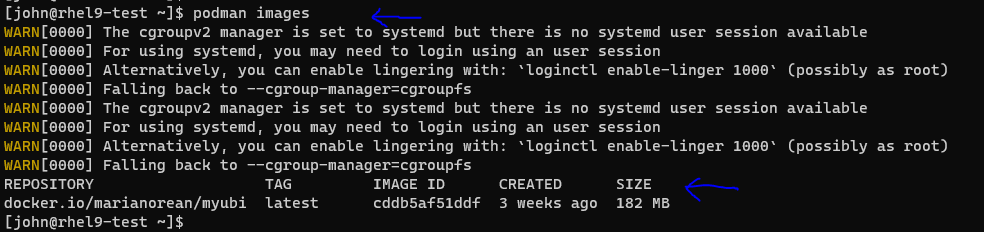 [john@rhel9-test ~]$ podman images
WARN[0000] The cgroupv2 manager is set to systemd but there is no systemd user session available
WARN[0000] For using systemd, you may need to login using an user session
WARN[0000] Alternatively, you can enable lingering with: `loginctl enable-linger 1000` (possibly as root)
WARN[0000] Falling back to --cgroup-manager=cgroupfs
WARN[0000] The cgroupv2 manager is set to systemd but there is no systemd user session available
WARN[0000] For using systemd, you may need to login using an user session
WARN[0000] Alternatively, you can enable lingering with: `loginctl enable-linger 1000` (possibly as root)
WARN[0000] Falling back to --cgroup-manager=cgroupfs
REPOSITORY                   TAG         IMAGE ID      CREATED      SIZE
docker.io/marianorean/myubi  latest      cddb5af51ddf  3 weeks ago  182 MB
[john@rhel9-test ~]$